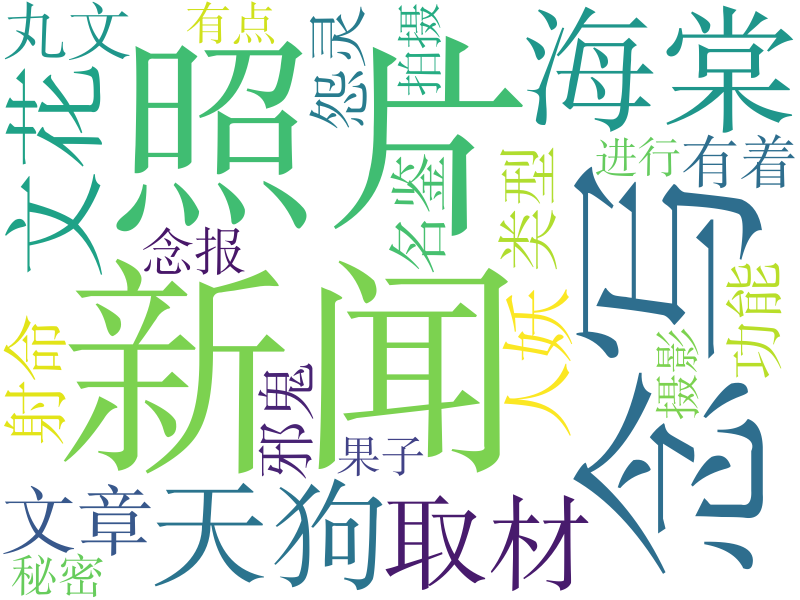 丸文
有点
怨灵
拍摄
海棠
文花
照片
名鉴
类型
进行
有着
念写
念报
新闻
人妖
功能
摄影
射命
邪鬼
果子
文章
天狗
取材
秘密